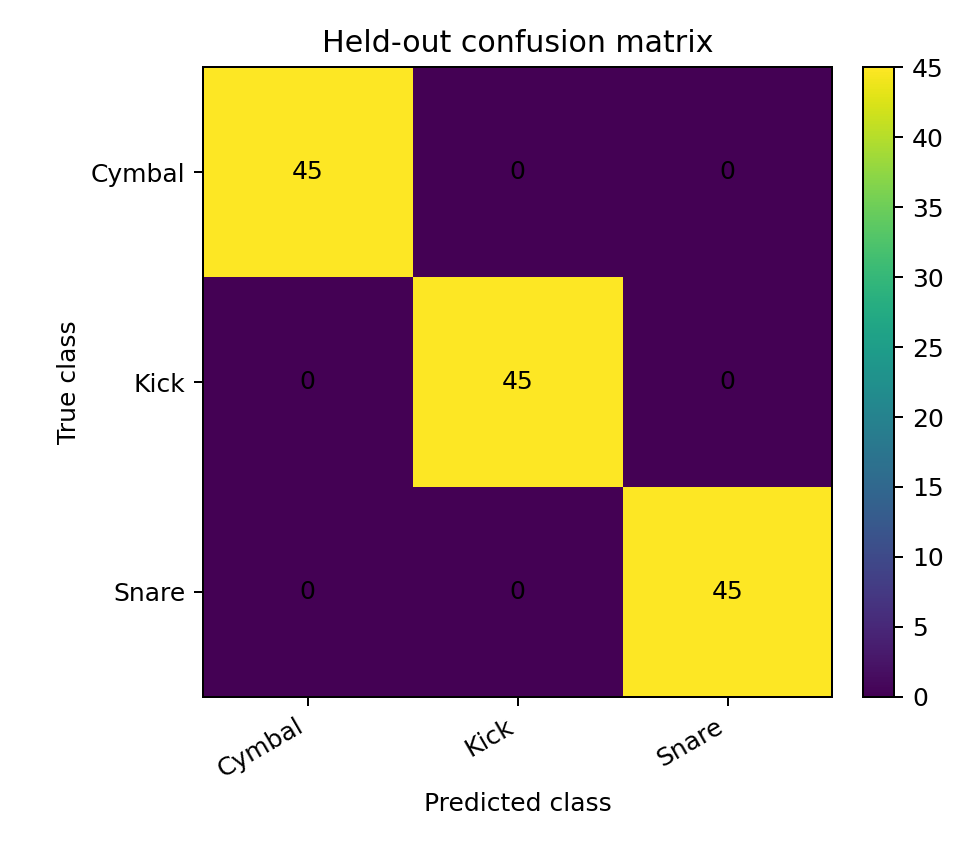 Held-out confusion matrix
True class
Cymbal
45 0 0
Kick
0 45 0
Snare
0 0 45
Cymbal Kick Snare
Predicted class
45
40
35
30
25
20
15
10
5
0